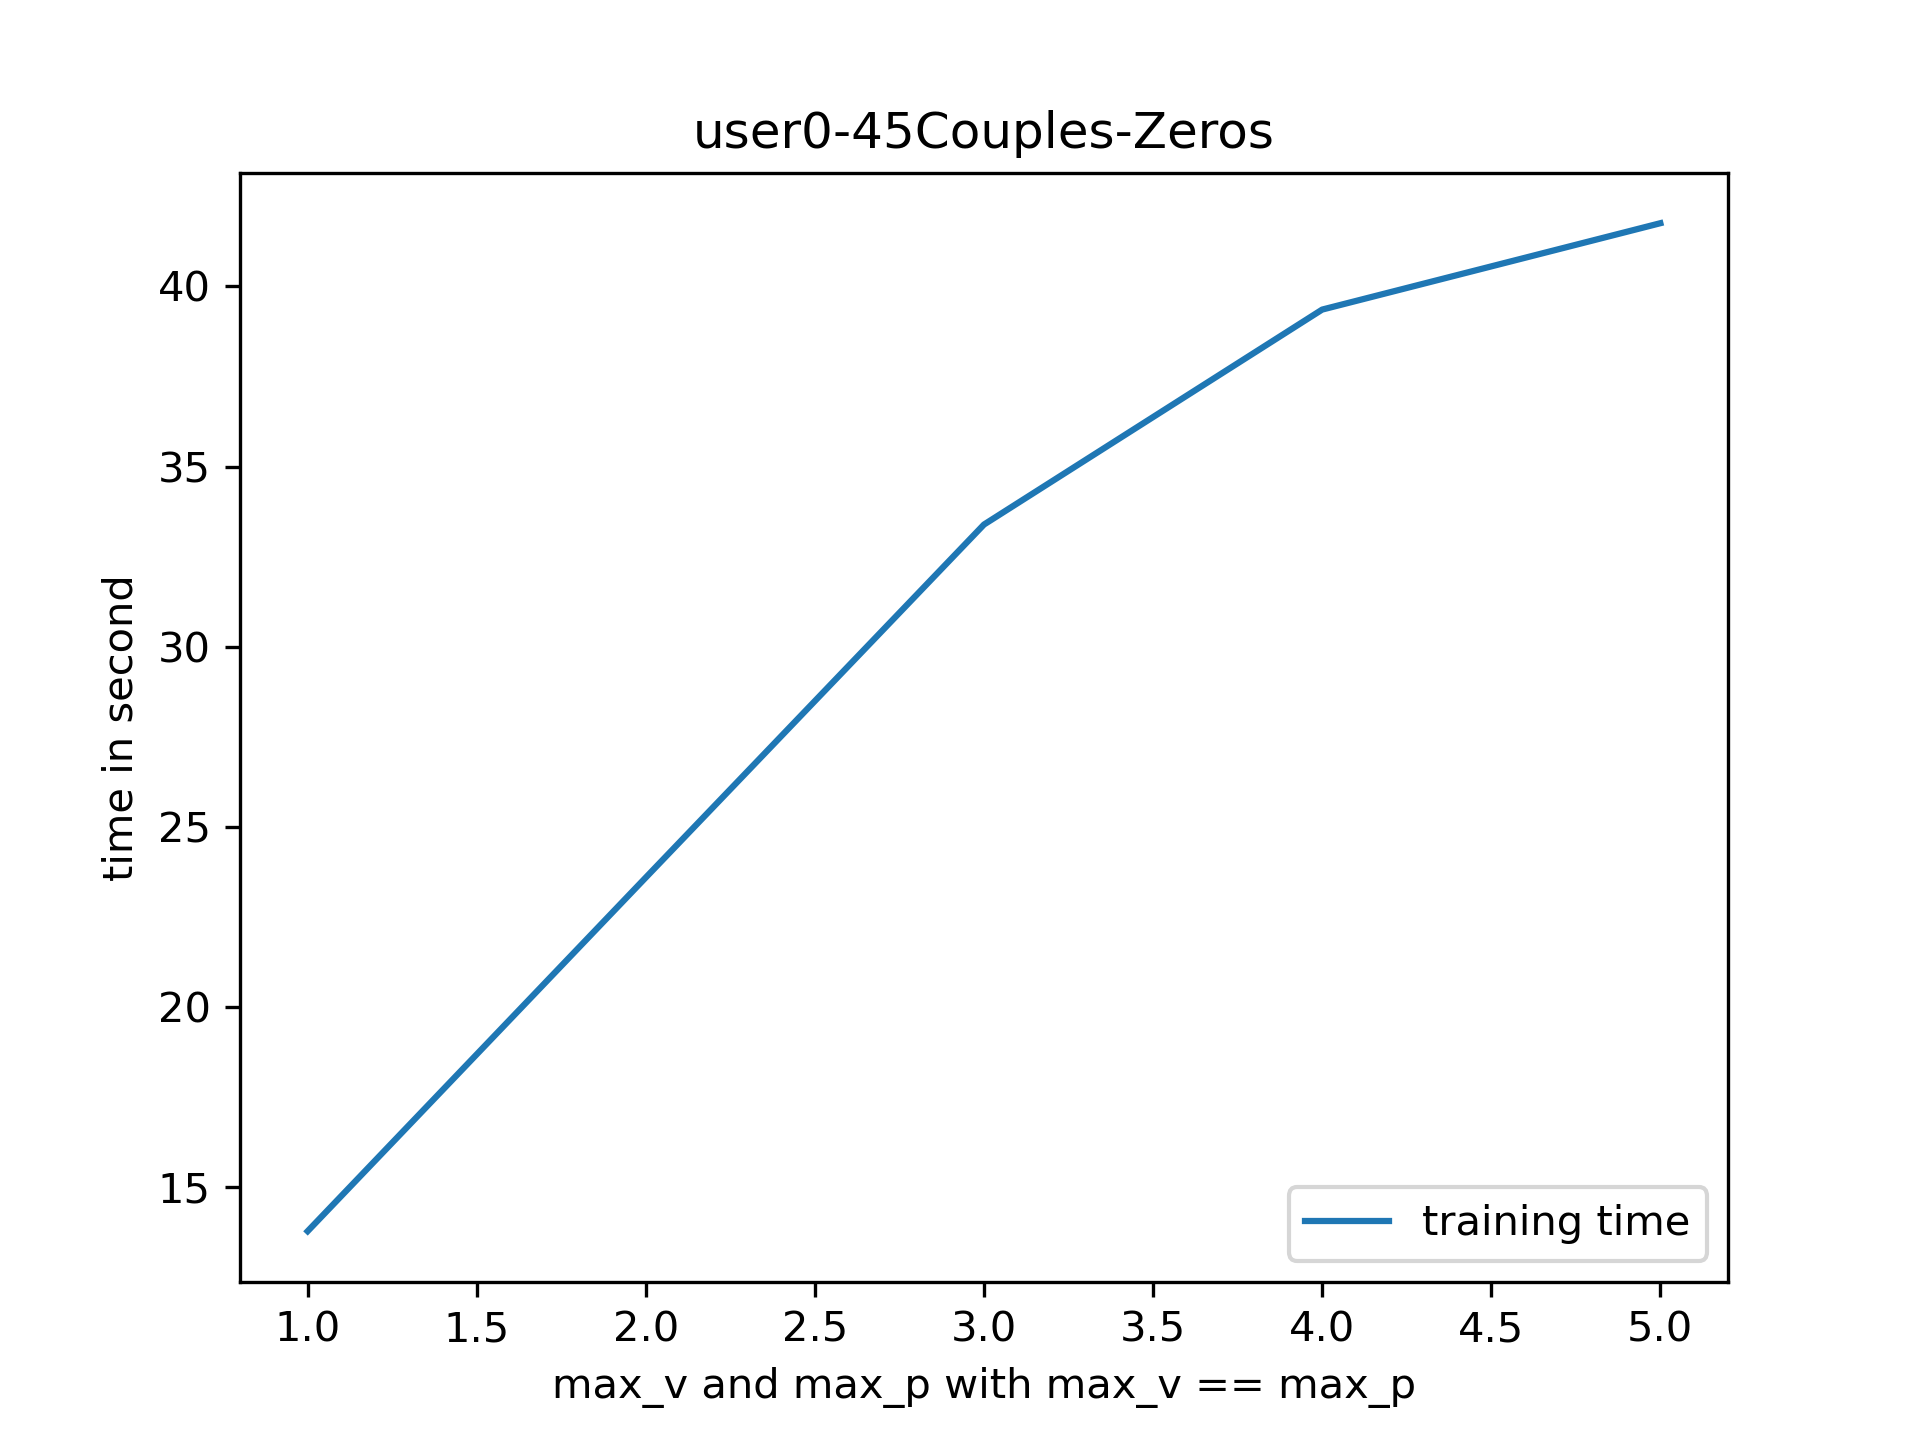 user0-45Couples-Zeros
40
35
30
25
20
15
time in second
training time
1.0 1.5 2.0 2.5 3.0 3.5 4.0 4.5 5.0
max_v and max_p with max_v == max_p